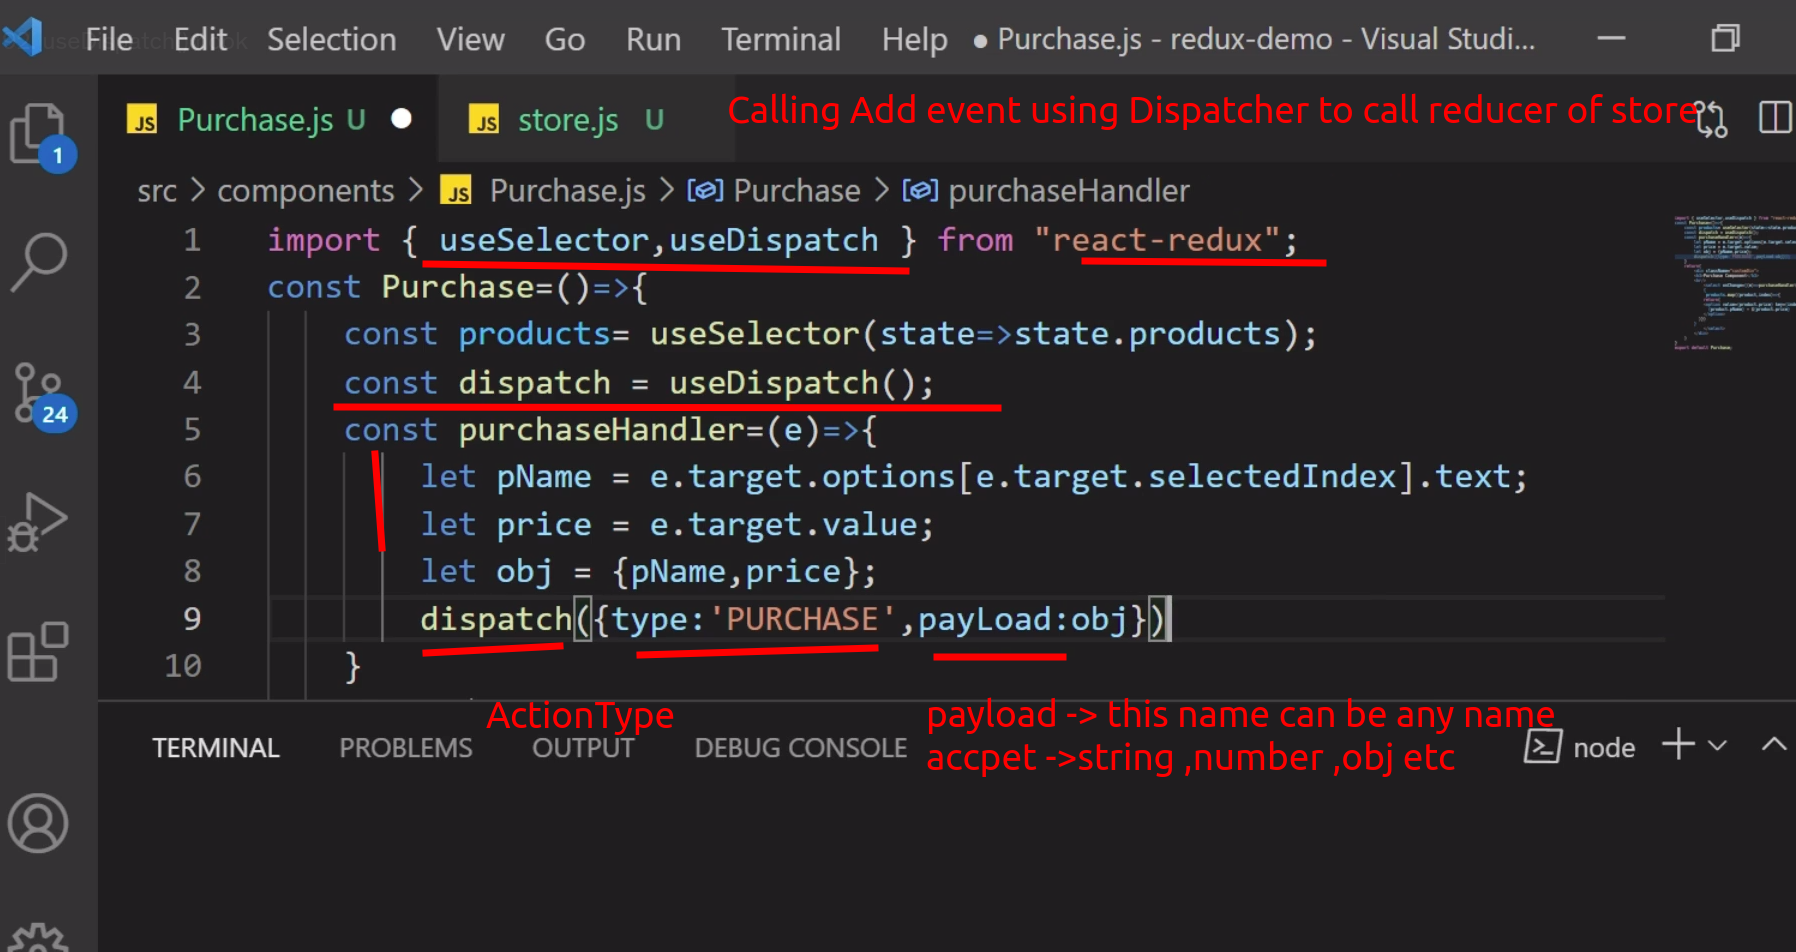 File Edit Selection View Go Run Terminal Help ● Purchase.js - redux-demo - Visual Studi...
JS Purchase.js U ● JS store.js U Calling Add event using Dispatcher to call reducer of store
src > components > JS Purchase.js > Purchase > purchaseHandler
1 import { useSelector,useDispatch } from "react-redux";
2 const Purchase=()=>{
3 const products= useSelector(state=>state.products);
4 const dispatch = useDispatch();
5 const purchaseHandler=(e)=>{
6 let pName = e.target.options[e.target.selectedIndex].text;
7 let price = e.target.value;
8 let obj = {pName,price};
9 dispatch({type:'PURCHASE',payLoad:obj})
10 }
1
24
ActionType
payload -> this name can be any name
accpet ->string ,number ,obj etc
TERMINAL PROBLEMS OUTPUT DEBUG CONSOLE node